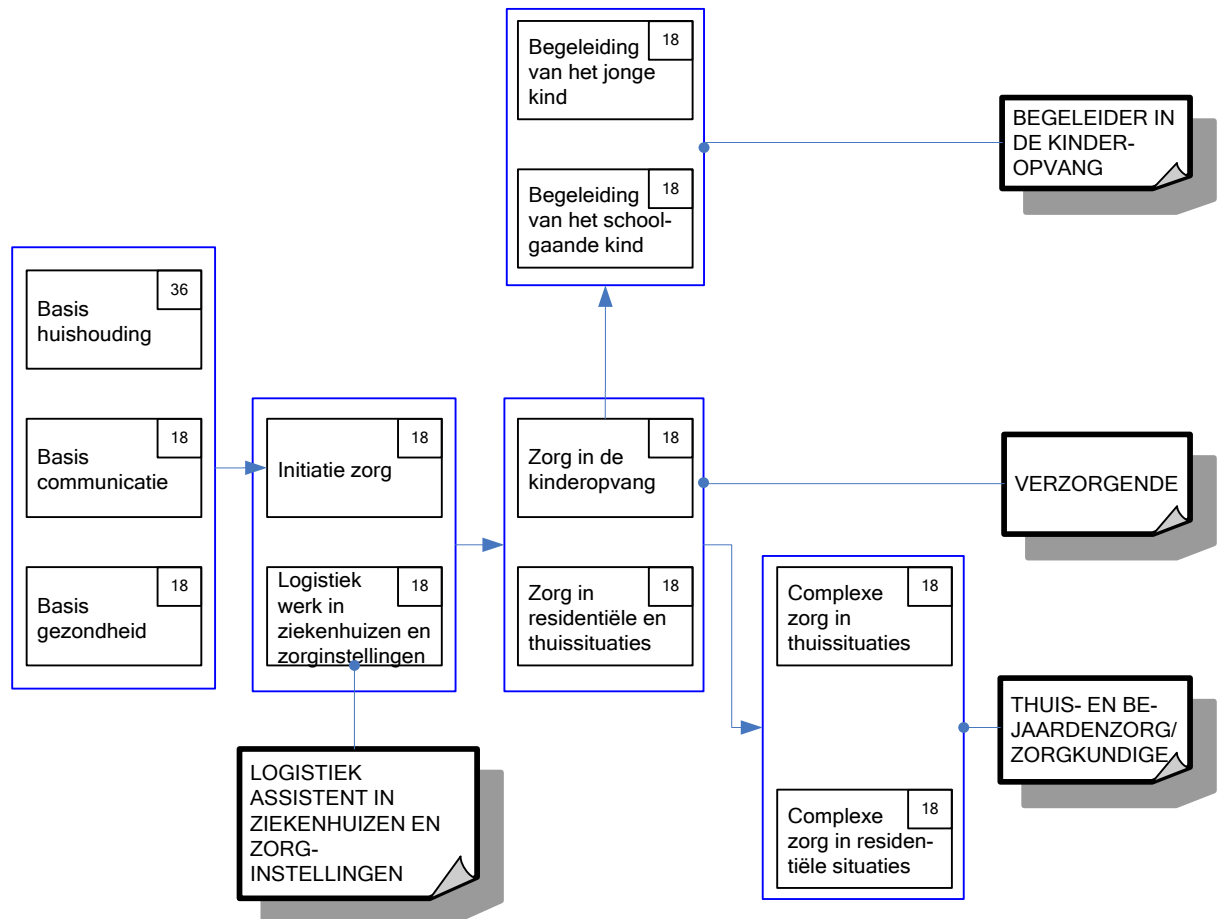 18
Begeleiding
van het jonge
kind
18
Begeleiding
van het school-
gaande kind
BEGELEIDER IN
DE KINDER-
OPVANG
36
Basis
huishouding
18
Basis
communicatie
18
Basis
gezondheid
18
Initiatie zorg
18
Logistiek
werk in
ziekenhuizen en
zorginstellingen
18
Zorg in de
kinderopvang
18
Zorg in
residentiële en
thuissituaties
VERZORGENDE
18
Complexe
zorg in
thuissituaties
18
Complexe
zorg in residen-
tiële situaties
THUIS- EN BE-
JAARDENZORG/
ZORGKUNDIGE
LOGISTIEK
ASSISTENT IN
ZIEKENHUIZEN EN
ZORG-
INSTELLINGEN